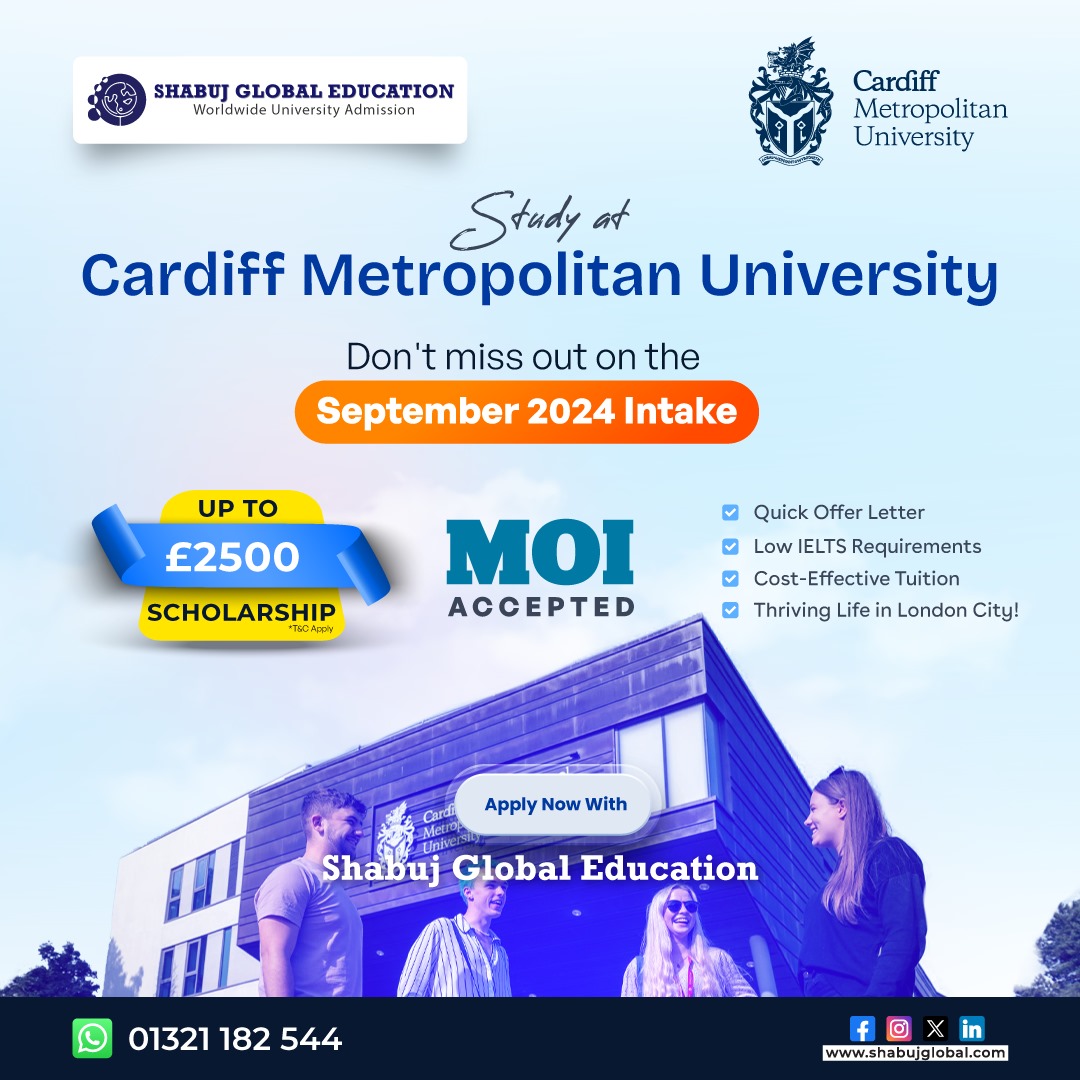 SHABUJ GLOBAL EDUCATION
Worldwide University Admission
Cardiff
Metropolitan
University
Study at
Cardiff Metropolitan University
Don't miss out on the
September 2024 Intake
UP TO
£2500
SCHOLARSHIP
*T&C Apply
MOI
ACCEPTED
Quick Offer Letter
Low IELTS Requirements
Cost-Effective Tuition
Thriving Life in London City!
Apply Now With
Shabuj Global Education
01321 182 544
www.shabujglobal.com